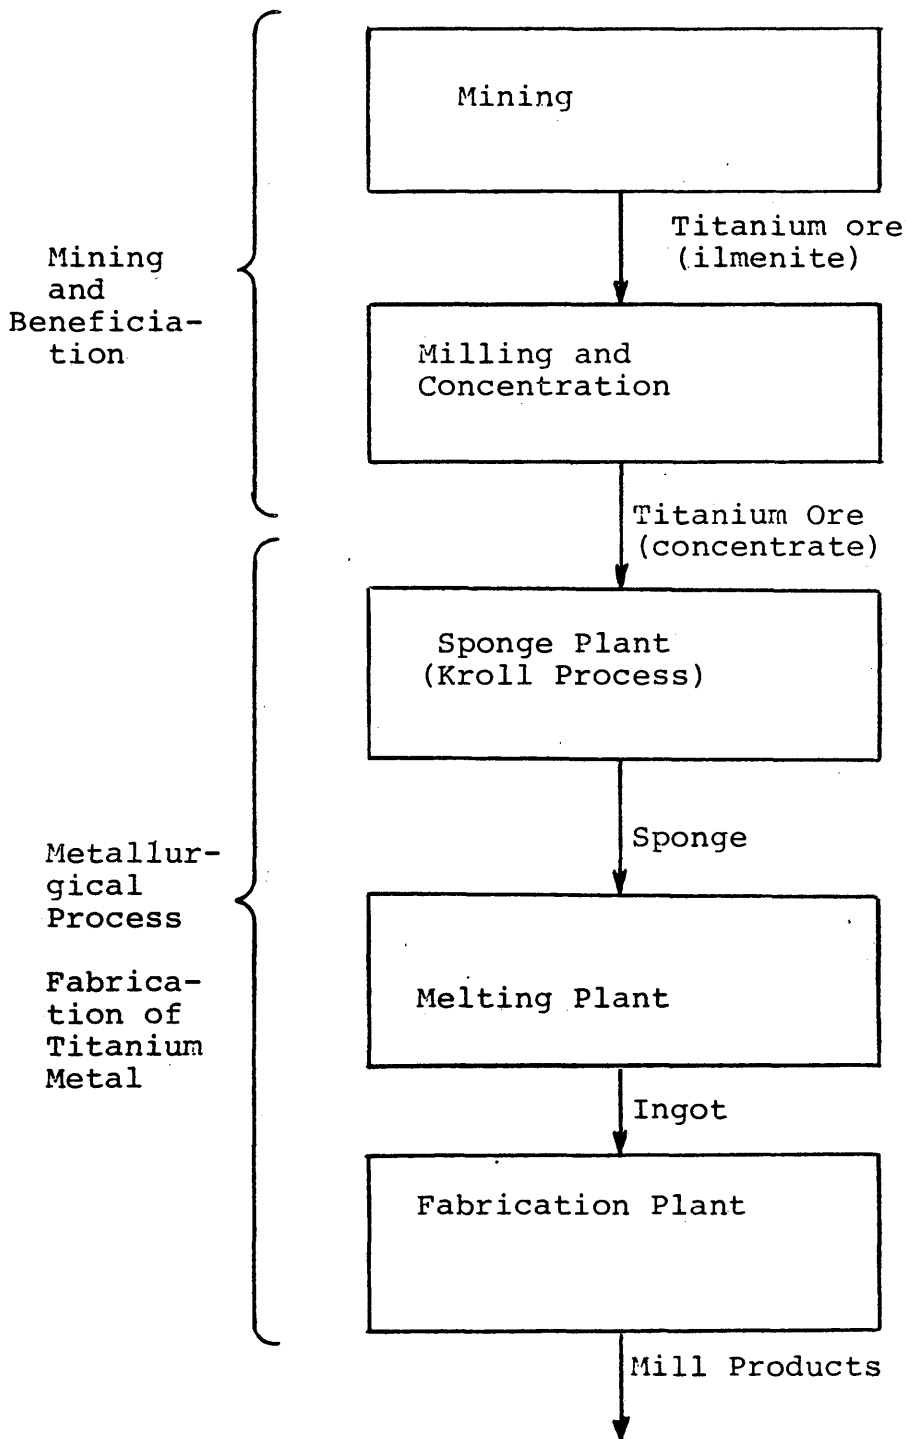 Mining
Titanium ore
(ilmenite)
Mining
and
Beneficia-
tion
Milling and
Concentration
Titanium Ore
(concentrate)
Sponge Plant
(Kroll Process)
Sponge
Metallur-
gical
Process
Fabrica-
tion of
Titanium
Metal
Melting Plant
Ingot
Fabrication Plant
Mill Products